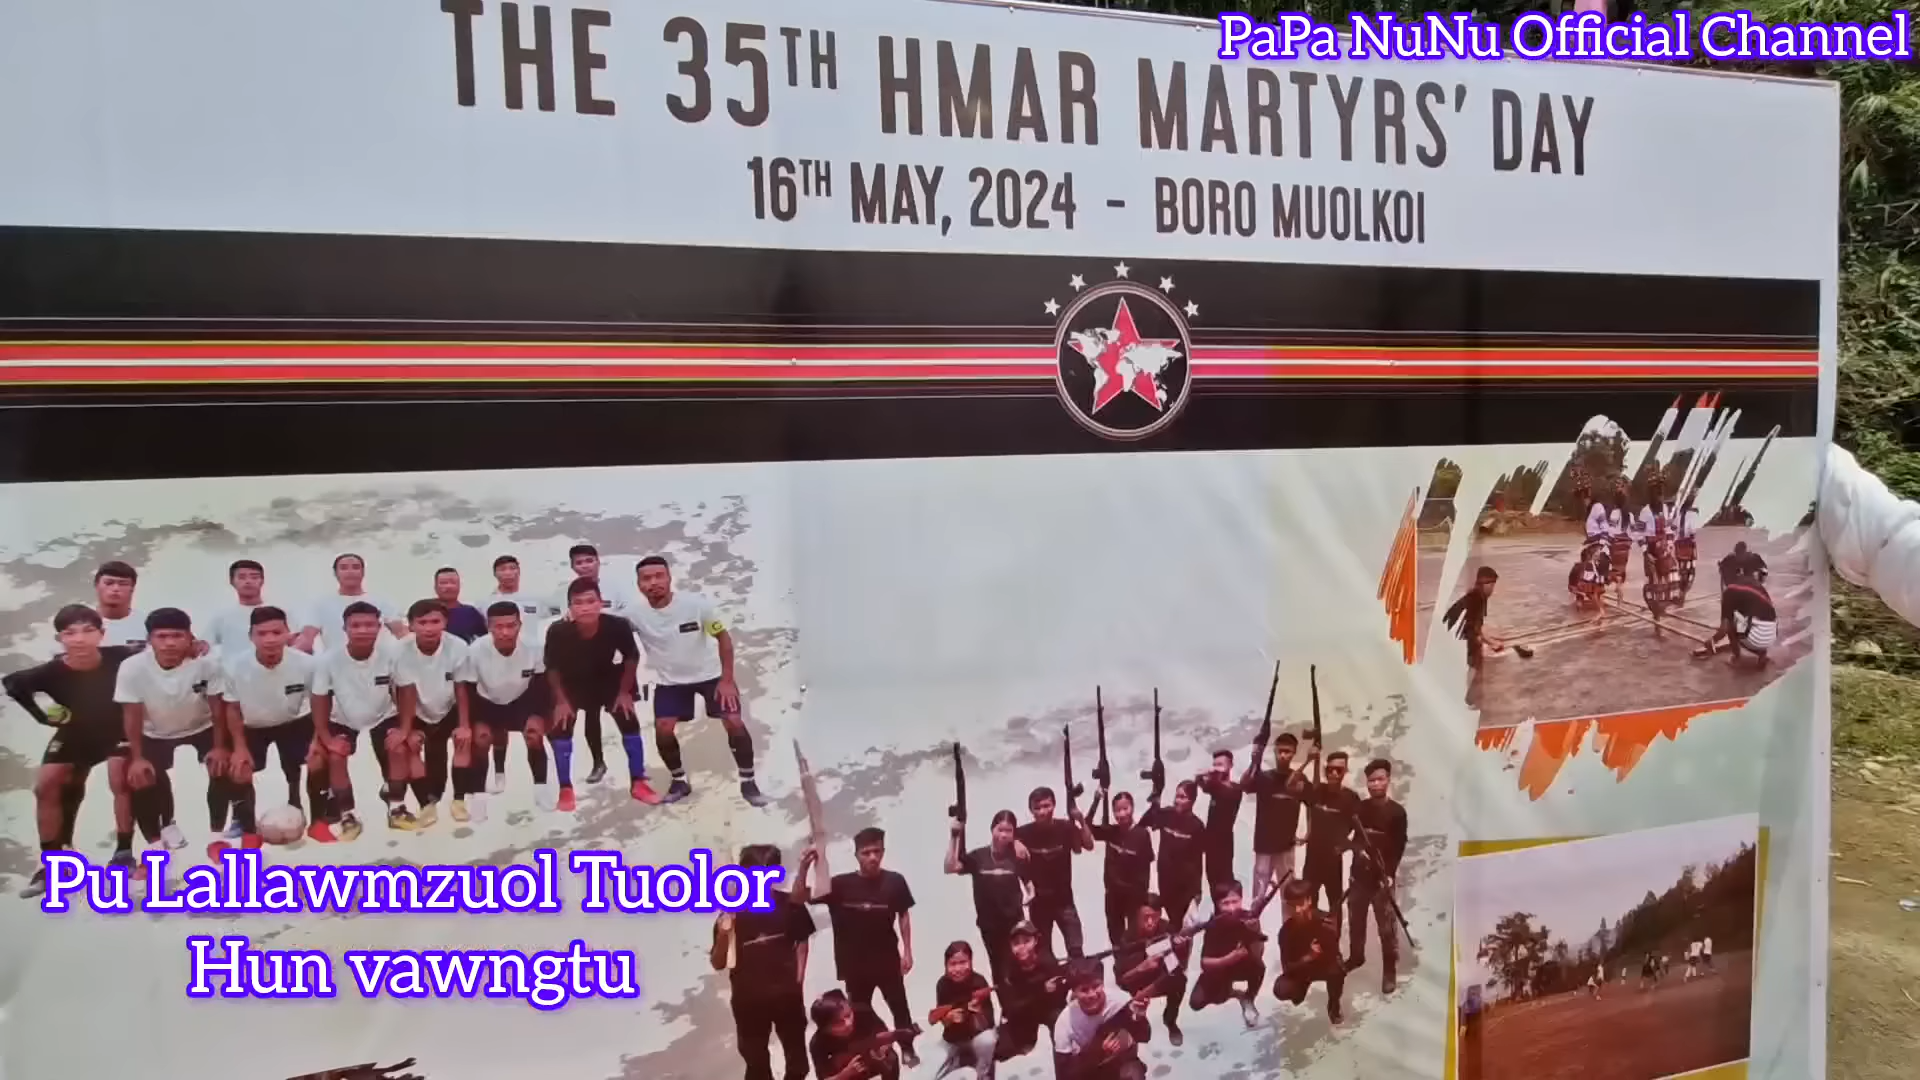 PaPa NuNu Official Channel
THE 35TH HMAR MARTYRS' DAY
16TH MAY, 2024 - BORO MUOLKOI
Pu Lallawmzuol Tuolor
Hun vawngtu